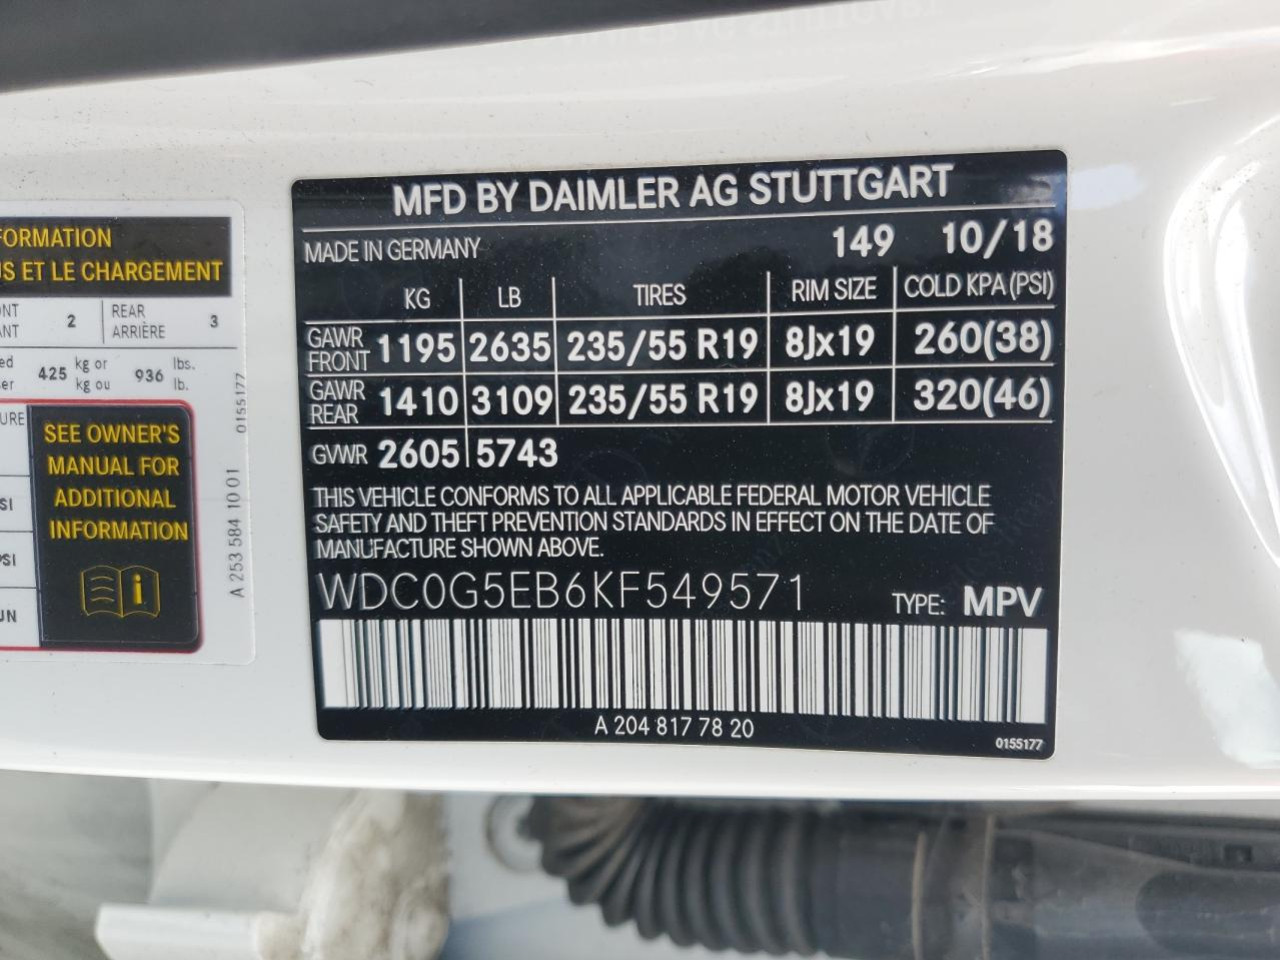 FORMATION
S ET LE CHARGEMENT
2
REAR
ARRIÈRE
3
425
kg or
kg ou
936
lbs.
lb.
0155177
SEE OWNER'S
MANUAL FOR
ADDITIONAL
INFORMATION
A 253 584 10 01
MFD BY DAIMLER AG STUTTGART
MADE IN GERMANY 149 10/18
KG LB TIRES RIM SIZE COLD KPA (PSI)
GAWR FRONT 1195 2635 235/55 R19 8Jx19 260(38)
GAWR REAR 1410 3109 235/55 R19 8Jx19 320(46)
GVWR 2605 5743
THIS VEHICLE CONFORMS TO ALL APPLICABLE FEDERAL MOTOR VEHICLE
SAFETY AND THEFT PREVENTION STANDARDS IN EFFECT ON THE DATE OF
MANUFACTURE SHOWN ABOVE.
WDC0G5EB6KF549571 TYPE: MPV
A 204 817 78 20
0155177